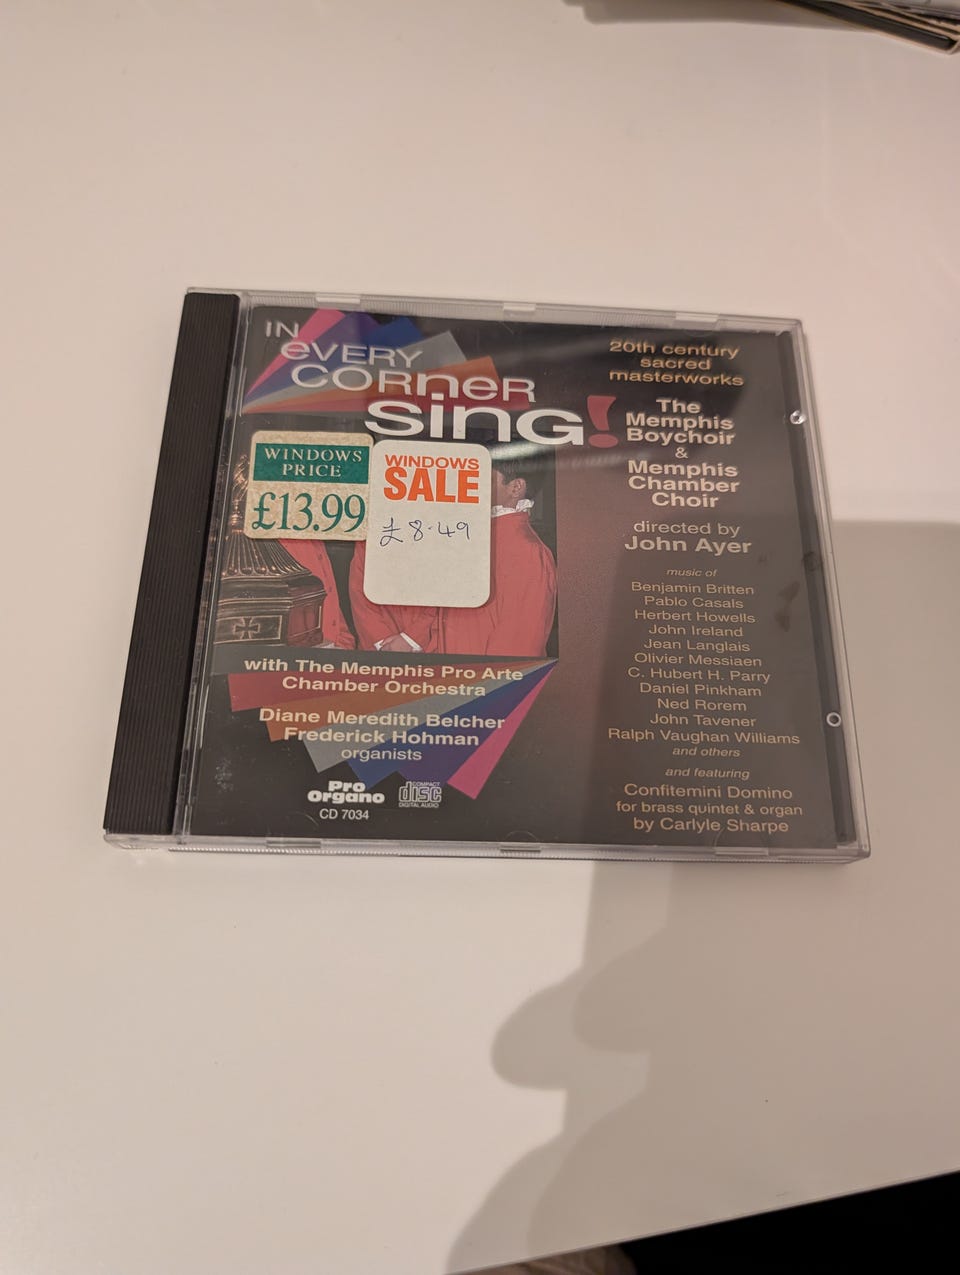 IN
eVERY
CORneR
sing!
WINDOWS
PRICE
£13.99
WINDOWS
SALE
£8.49
with The Memphis Pro Arte
Chamber Orchestra
Diane Meredith Belcher
Frederick Hohman
organists
Pro
Organo
CD 7034
COMPACT
disc
DIGITAL AUDIO
20th century
sacred
masterworks
The
Memphis
Boychoir
&
Memphis
Chamber
Choir
directed by
John Ayer
music of
Benjamin Britten
Pablo Casals
Herbert Howells
John Ireland
Jean Langlais
Olivier Messiaen
C. Hubert H. Parry
Daniel Pinkham
Ned Rorem
John Tavener
Ralph Vaughan Williams
and others
and featuring
Confitemini Domino
for brass quintet & organ
by Carlyle Sharpe